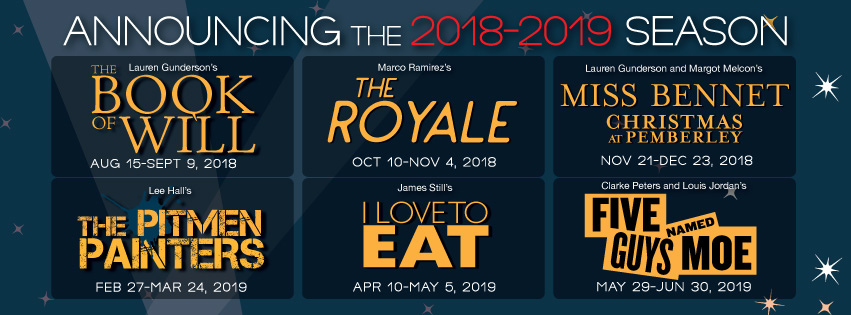 ANNOUNCING THE 2018-2019 SEASON
Lauren Gunderson's
THE
BOOK
OF WILL
AUG 15-SEPT 9, 2018
Marco Ramirez's
THE
ROYALE
OCT 10-NOV 4, 2018
Lauren Gunderson and Margot Melcon's
MISS BENNET
CHRISTMAS
AT PEMBERLEY
NOV 21-DEC 23, 2018
Lee Hall's
THE PITMEN
PAINTERS
FEB 27-MAR 24, 2019
James Still's
I LOVE TO
EAT
APR 10-MAY 5, 2019
Clarke Peters and Louis Jordan's
FIVE
NAMED
GUYS MOE
MAY 29-JUN 30, 2019